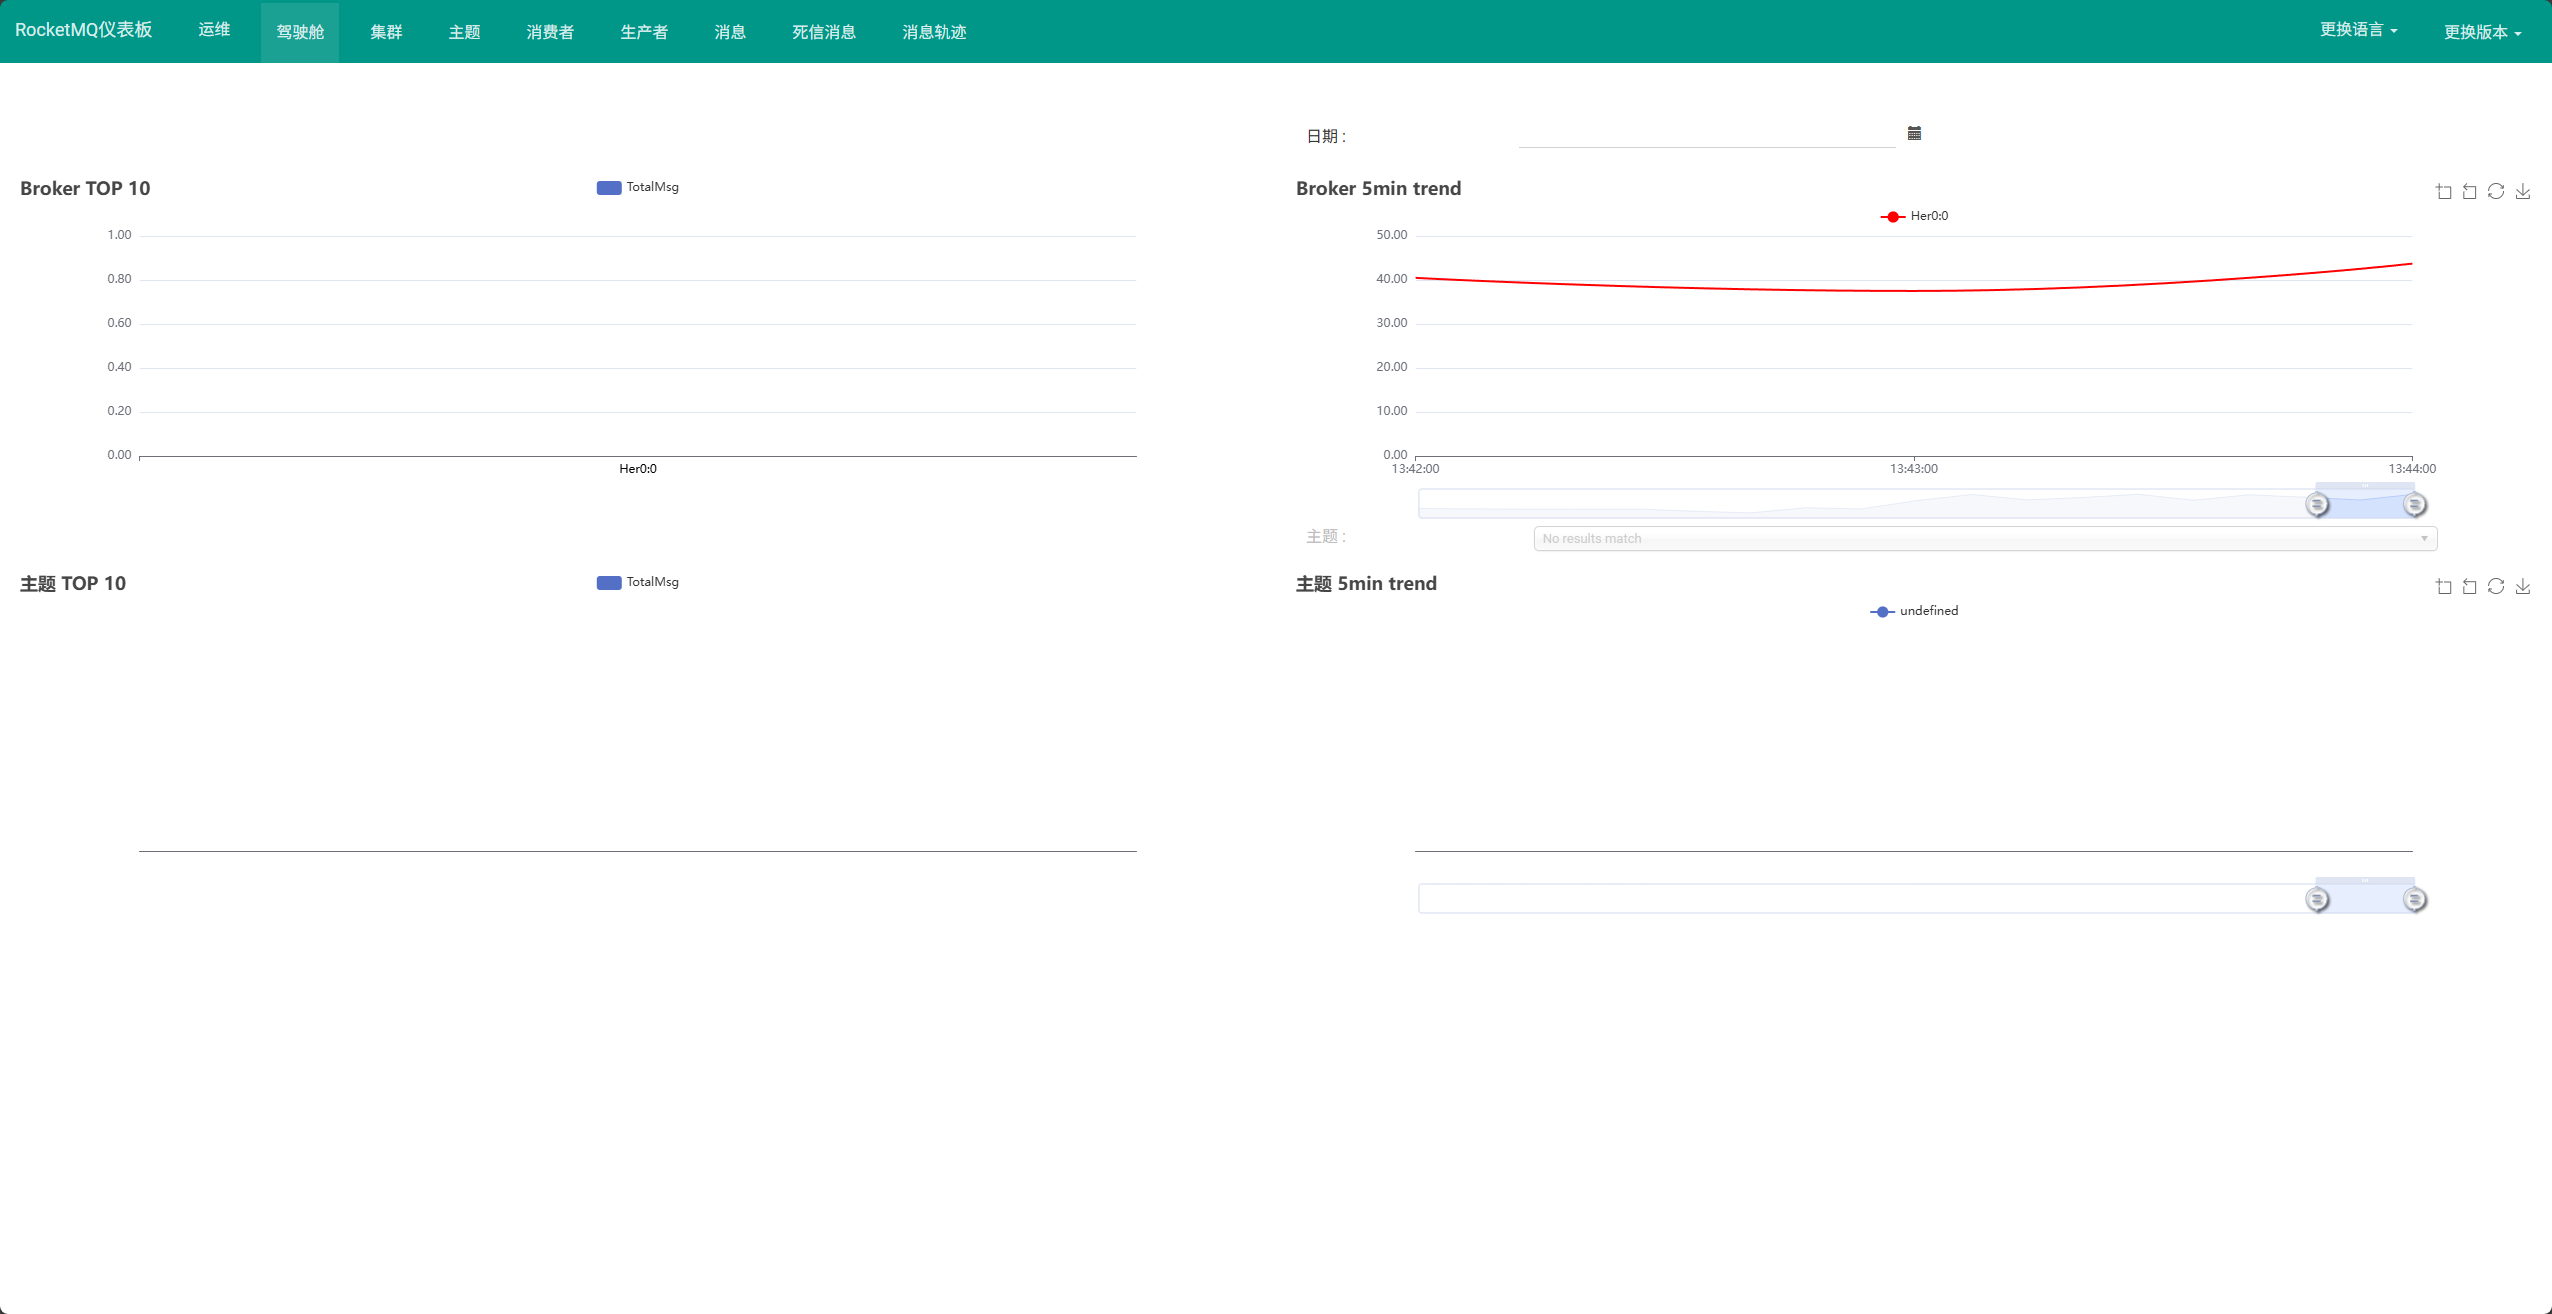 RocketMQ仪表板 运维 驾驶舱 集群 主题 消费者 生产者 消息 死信消息 消息轨迹 更换语言 更换版本
日期 :
Broker TOP 10
TotalMsg
1.00
0.80
0.60
0.40
0.20
0.00
Her0:0
Broker 5min trend
Her0:0
50.00
40.00
30.00
20.00
10.00
0.00
13:42:00 13:43:00 13:44:00
主题 :
No results match
主题 TOP 10
TotalMsg
主题 5min trend
undefined